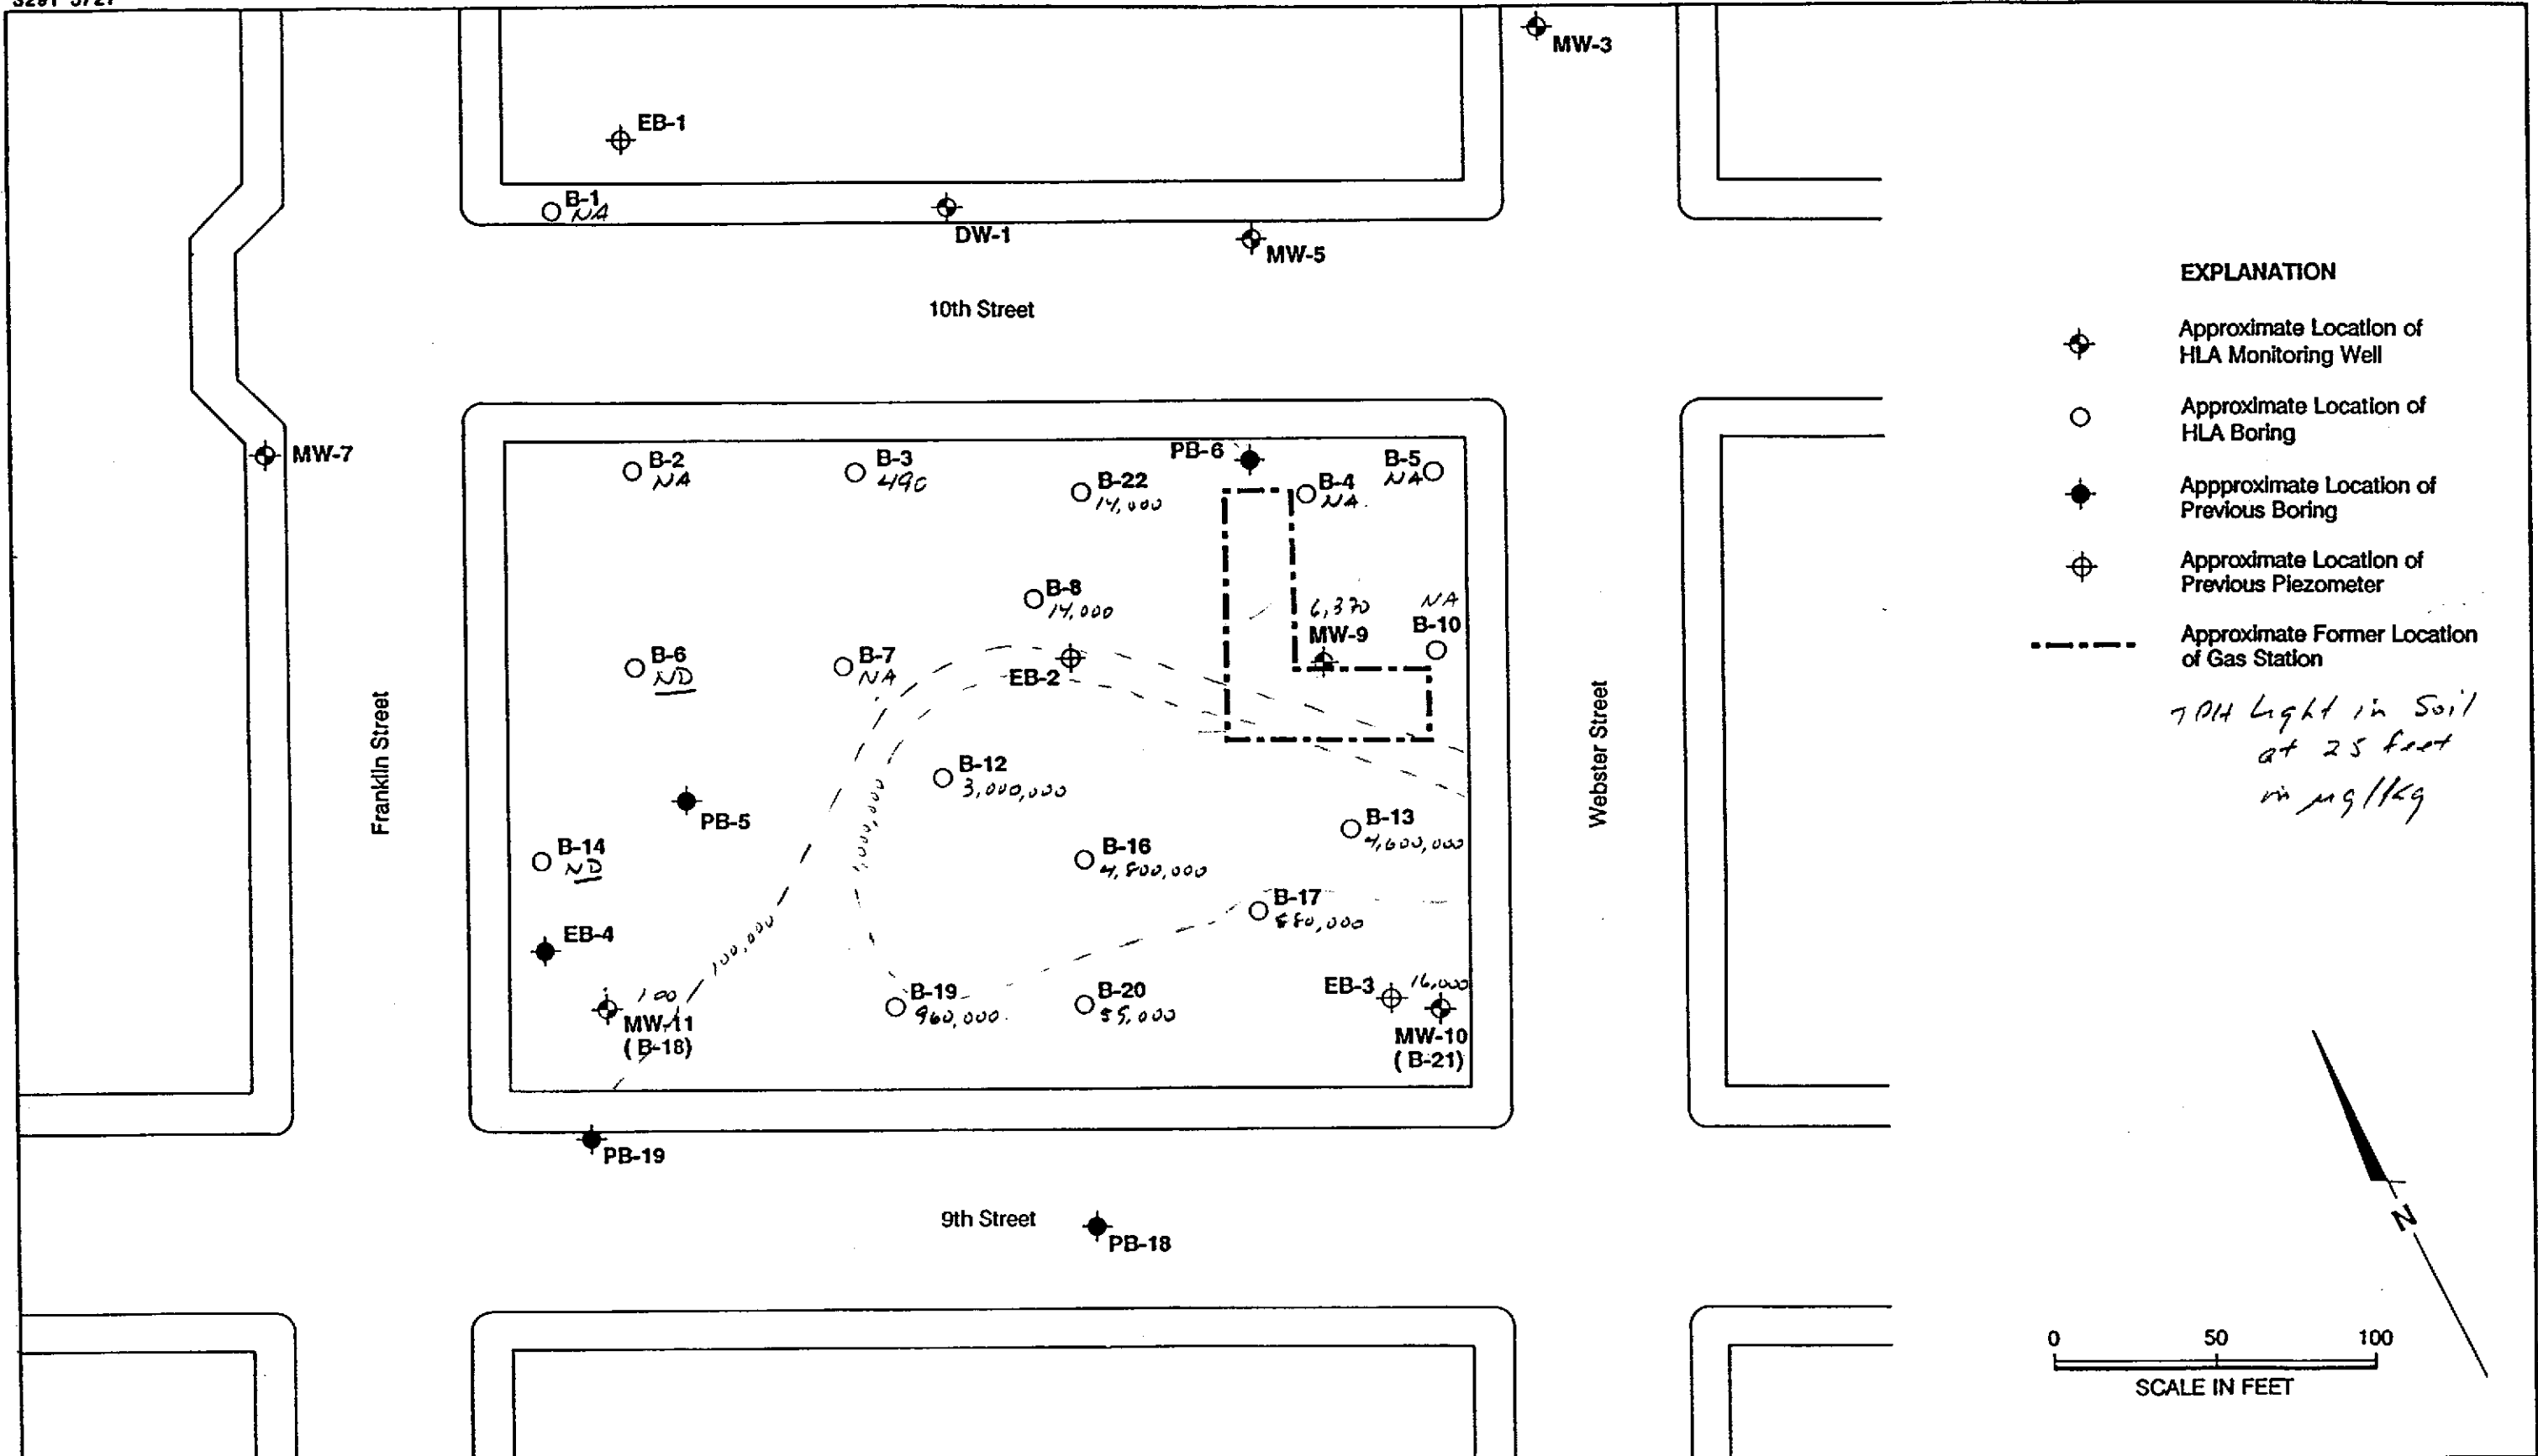 MW-3
EB-1
B-1
NA
DW-1
MW-5
10th Street
EXPLANATION
Approximate Location of
HLA Monitoring Well
Approximate Location of
HLA Boring
Appproximate Location of
Previous Boring
Approximate Location of
Previous Piezometer
Approximate Former Location
of Gas Station
TPH Light in Soil
at 25 feet
in µg/kg
MW-7
B-2
NA
B-3
490
B-22
14,000
PB-6
B-4
NA
B-5
NA
B-8
14,000
6,370
MW-9
NA
B-10
B-6
ND
B-7
NA
EB-2
Franklin Street
Webster Street
B-12
3,000,000
1,000,000
PB-5
B-13
4,600,000
B-14
ND
B-16
4,800,000
B-17
880,000
EB-4
100,000
100
MW-11
(B-18)
B-19
960,000
B-20
55,000
EB-3
16,000
MW-10
(B-21)
PB-19
9th Street
PB-18
N
0 50 100
SCALE IN FEET